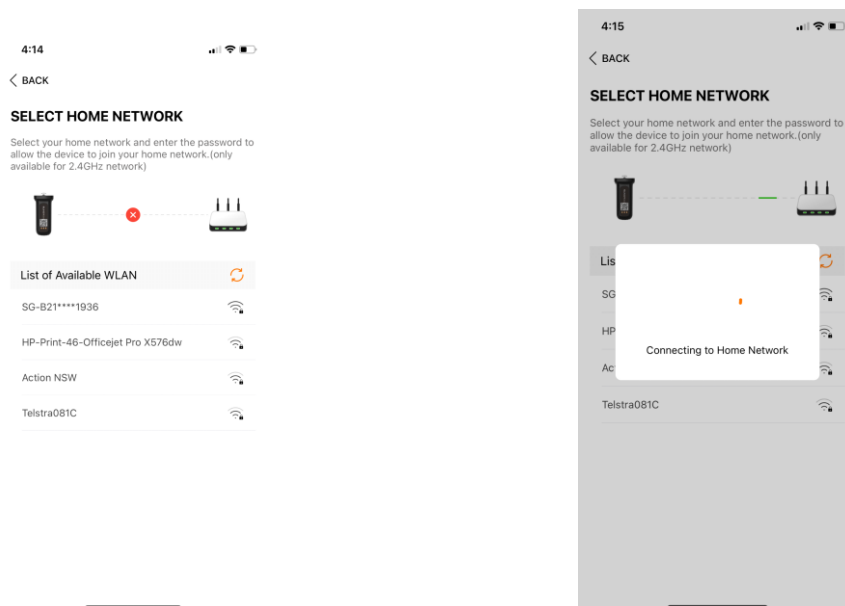 4:14
BACK
SELECT HOME NETWORK
Select your home network and enter the password to
allow the device to join your home network.(only
available for 2.4GHz network)
List of Available WLAN
SG-B21****1936
HP-Print-46-Officejet Pro X576dw
Action NSW
Telstra081C
4:15
BACK
SELECT HOME NETWORK
Select your home network and enter the password to
allow the device to join your home network.(only
available for 2.4GHz network)
Lis
SG
HP
Ac
Connecting to Home Network
Telstra081C